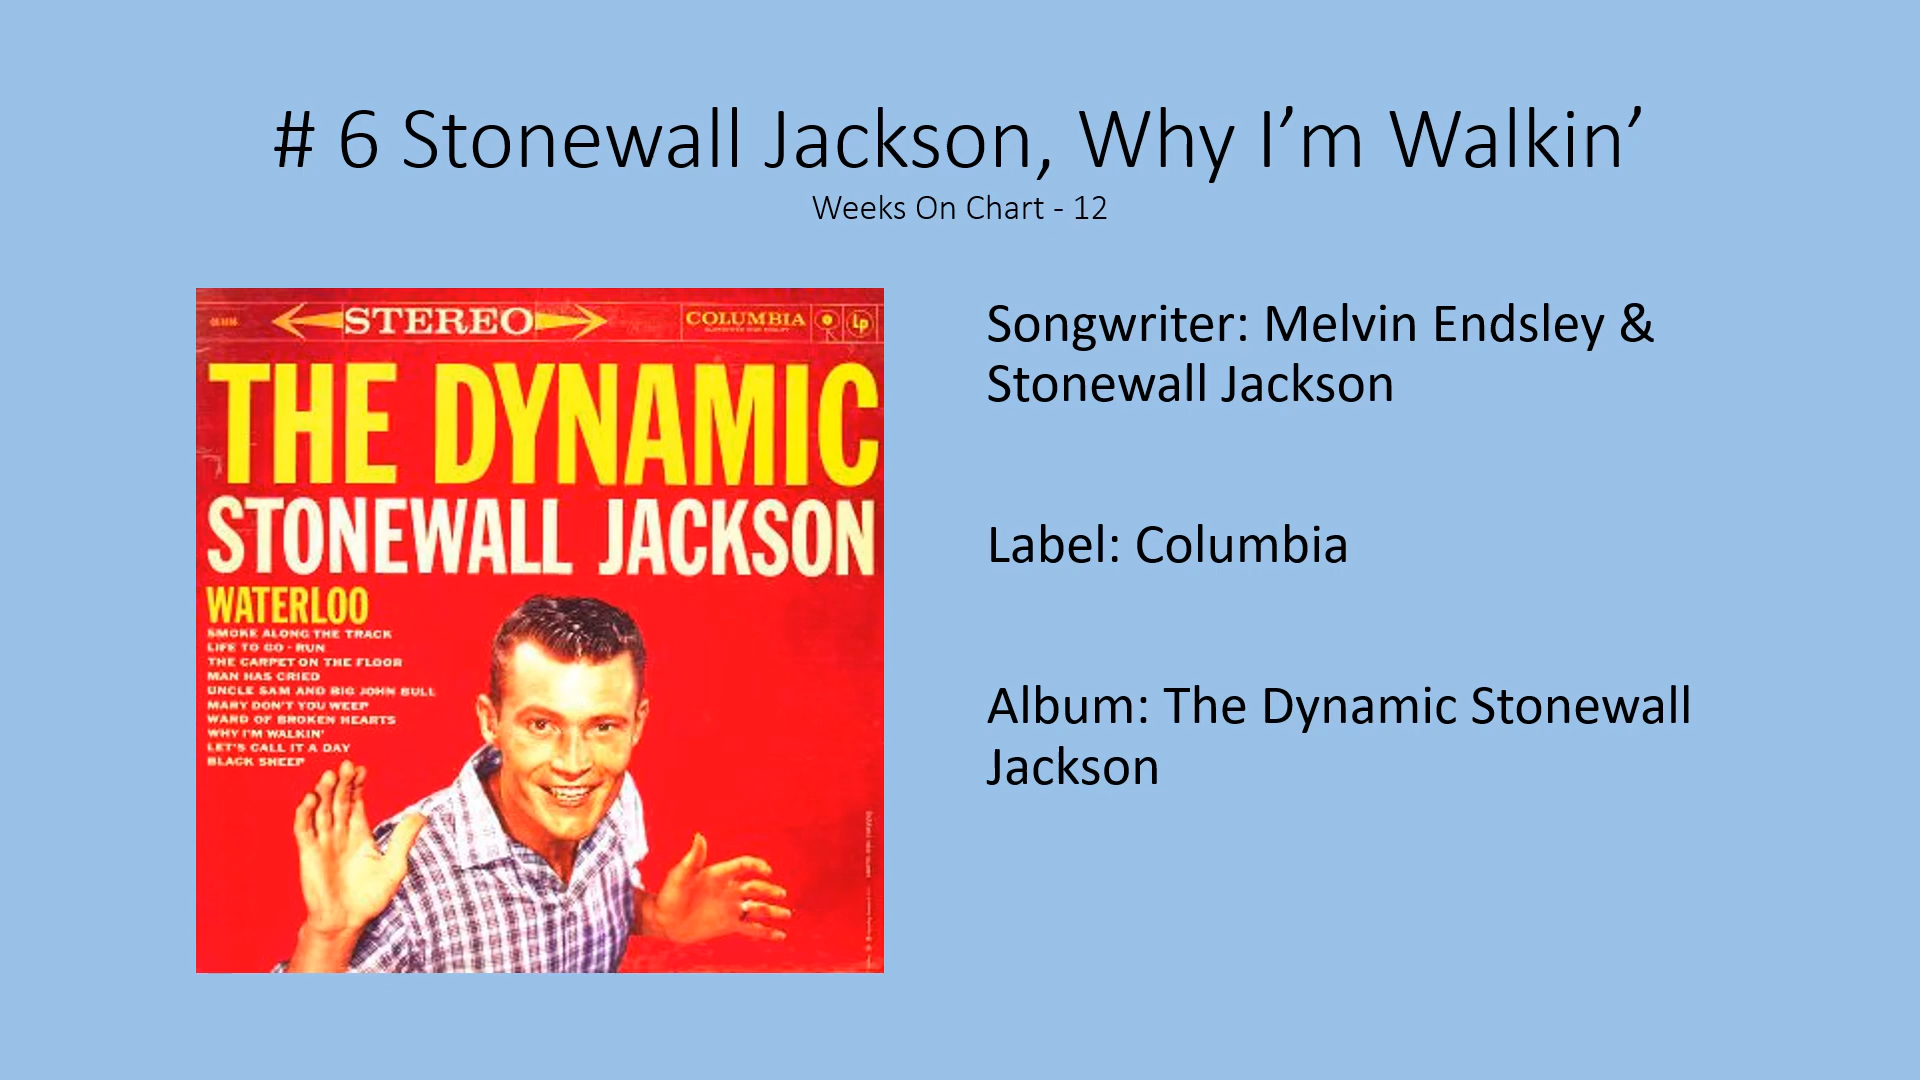 # 6 Stonewall Jackson, Why I’m Walkin’
Weeks On Chart - 12
STEREO
COLUMBIA
Lp
THE DYNAMIC
STONEWALL JACKSON
WATERLOO
SMOKE ALONG THE TRACK
LIFE TO GO - RUN
THE CARPET ON THE FLOOR
MAN HAS CRIED
UNCLE SAM AND BIG JOHN BULL
MARY DON'T YOU WEEP
WARD OF BROKEN HEARTS
WHY I'M WALKIN'
LET'S CALL IT A DAY
BLACK SHEEP
Songwriter: Melvin Endsley &
Stonewall Jackson
Label: Columbia
Album: The Dynamic Stonewall
Jackson